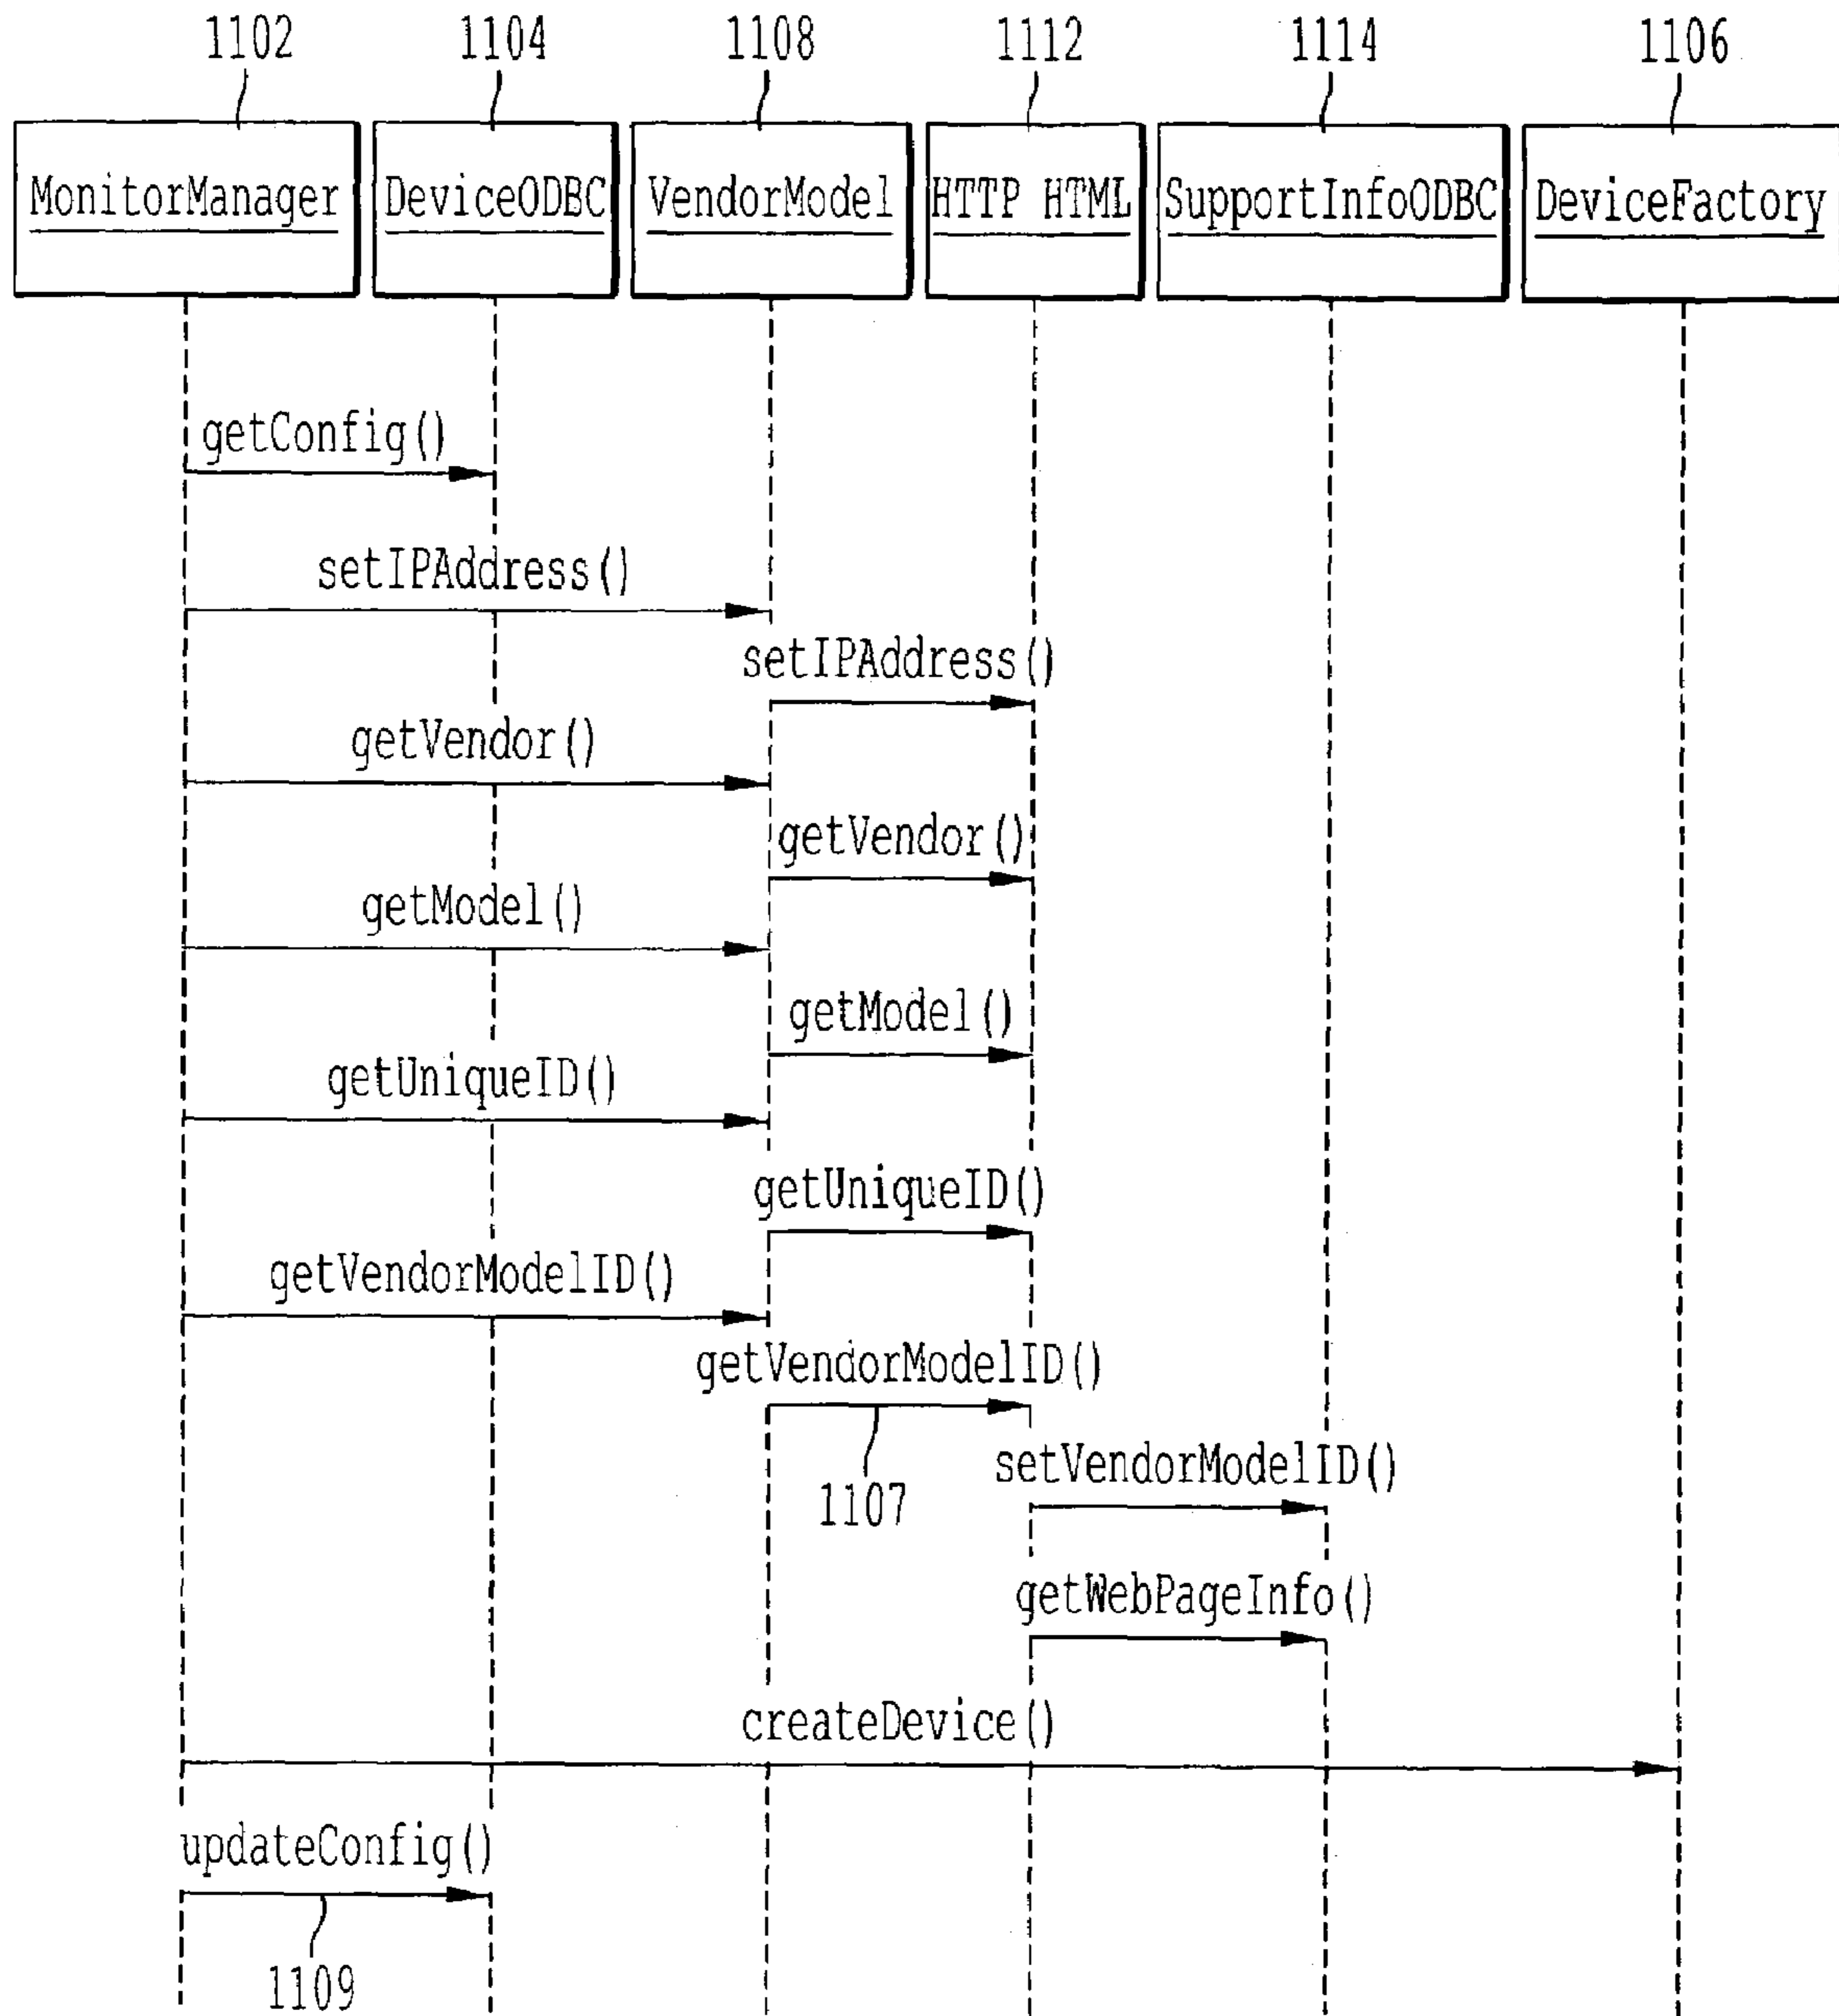 1102 1104 1108 1112 1114 1106
MonitorManager DeviceODBC VendorModel HTTP HTML SupportInfoODBC DeviceFactory
getConfig()
setIPAddress()
setIPAddress()
getVendor()
getVendor()
getModel()
getModel()
getUniqueID()
getUniqueID()
getVendorModelID()
getVendorModelID()
1107
setVendorModelID()
getWebPageInfo()
createDevice()
updateConfig()
1109